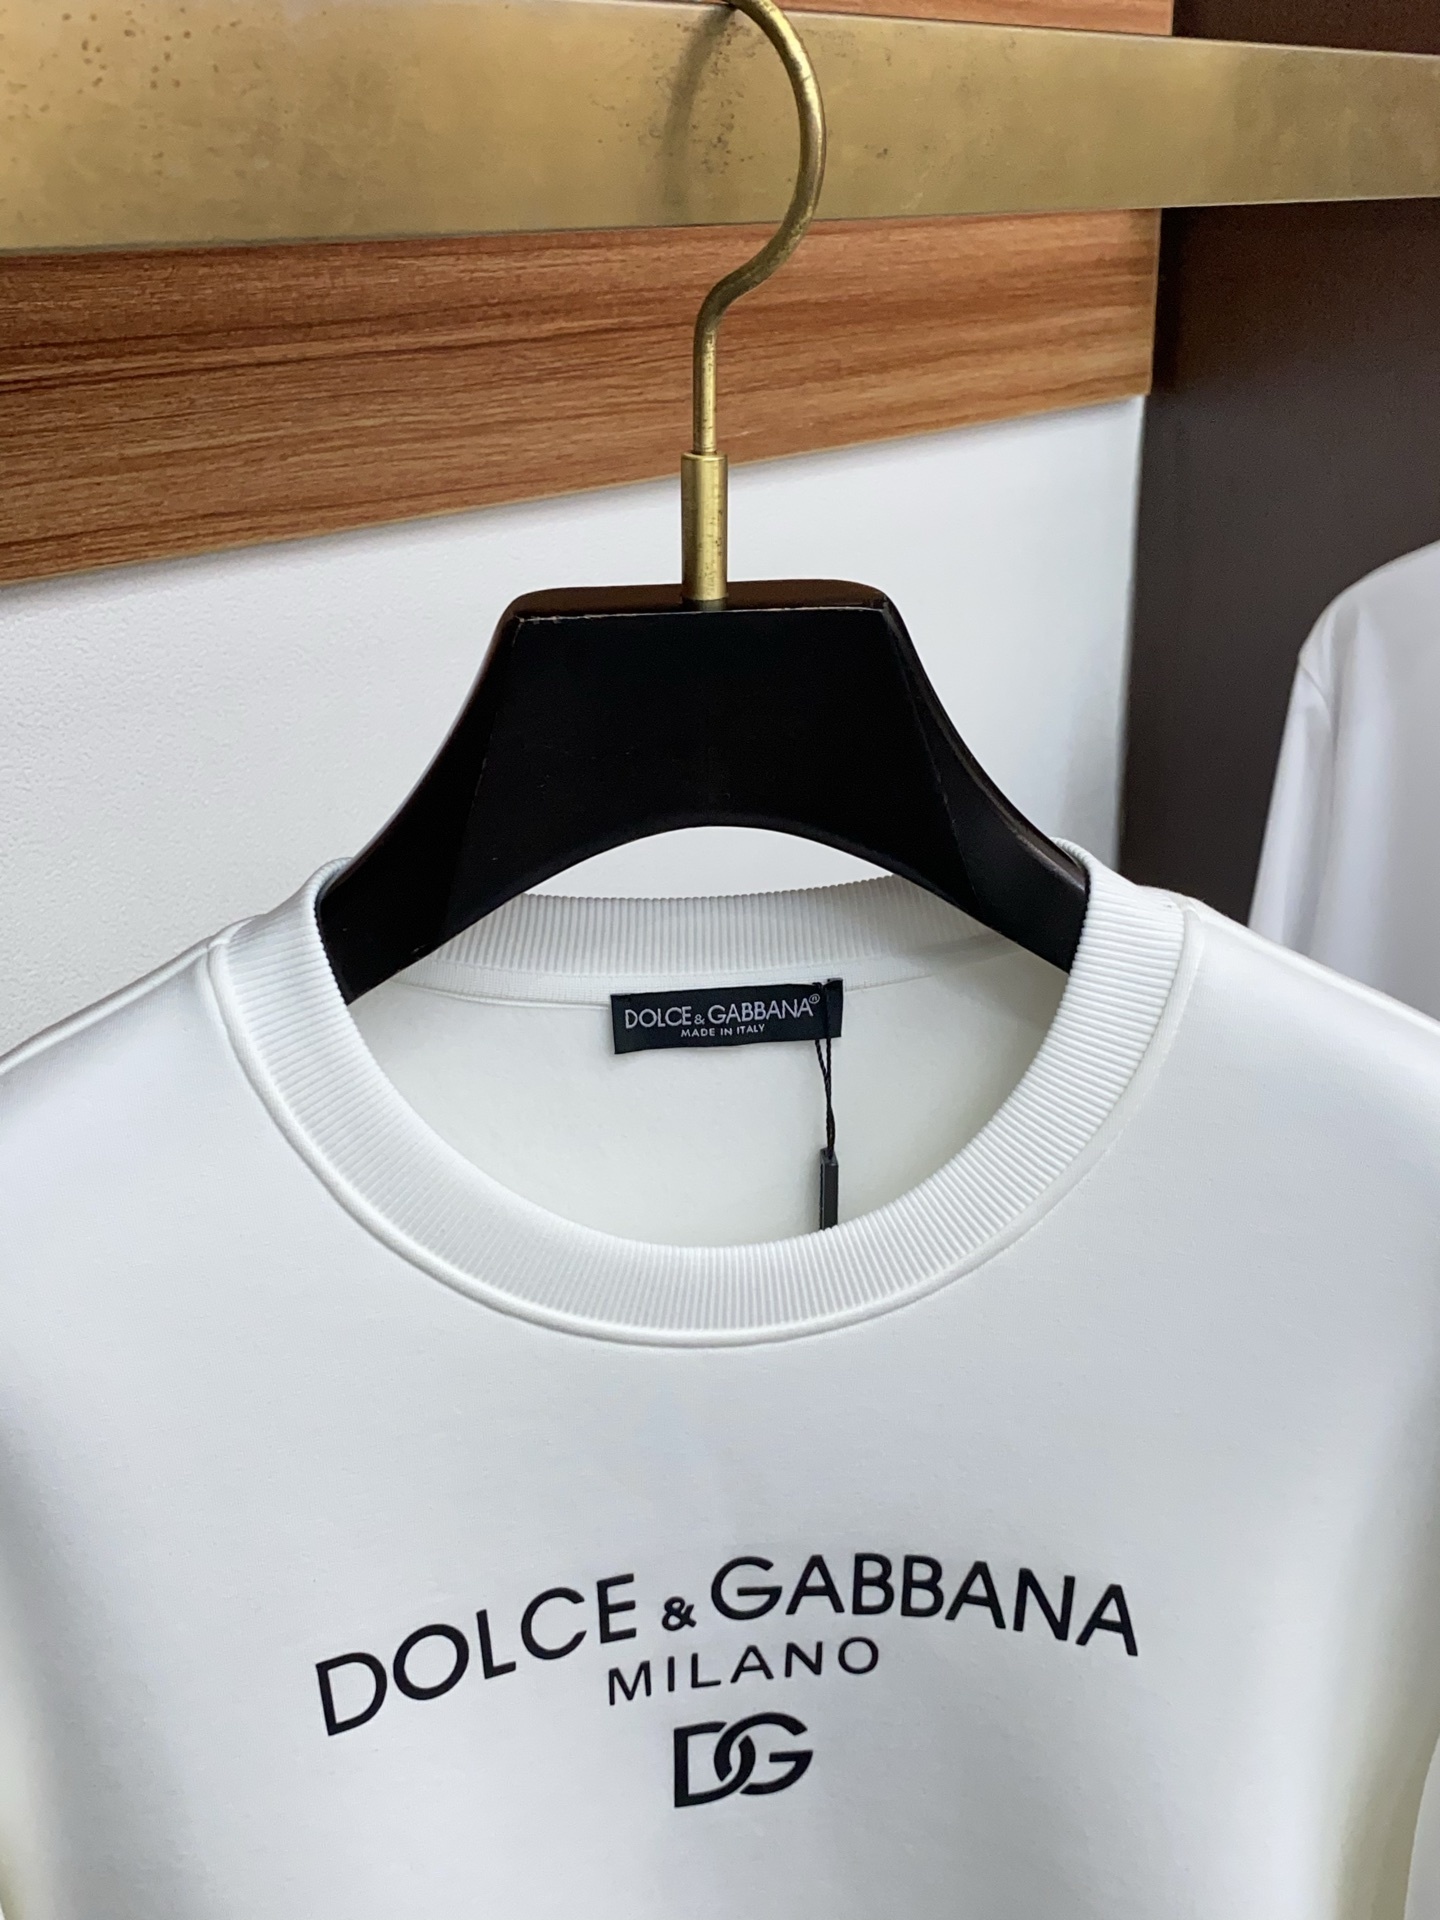 DOLCE & GABBANA®
MADE IN ITALY
DOLCE & GABBANA
MILANO
DG